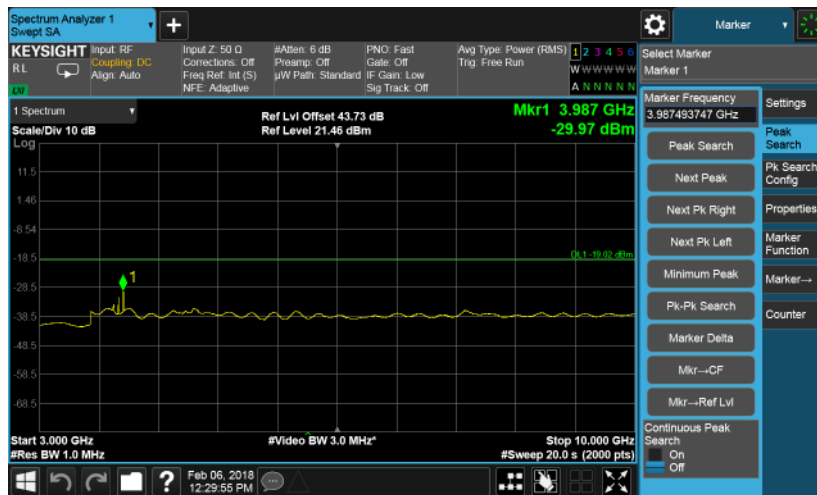 Spectrum Analyzer 1
Swept SA
+
Marker
KEYSIGHT
RL
LXI
Input: RF
Coupling: DC
Align: Auto
Input Z: 50 Ω
Corrections: Off
Freq Ref: Int (S)
NFE: Adaptive
#Atten: 6 dB
Preamp: Off
µW Path: Standard
PNO: Fast
Gate: Off
IF Gain: Low
Sig Track: Off
Avg Type: Power (RMS)
Trig: Free Run
1 2 3 4 5 6
W W W W W W
A N N N N N
Select Marker
Marker 1
1 Spectrum
Scale/Div 10 dB
Log
Ref Lvl Offset 43.73 dB
Ref Level 21.46 dBm
Mkr1 3.987 GHz
-29.97 dBm
11.5
1.46
-8.54
-18.5
-28.5
-38.5
-48.5
-58.5
-68.5
DL1 -19.02 dBm
1
Start 3.000 GHz
#Res BW 1.0 MHz
#Video BW 3.0 MHz*
Stop 10.000 GHz
#Sweep 20.0 s (2000 pts)
Marker Frequency
3.987493747 GHz
Peak Search
Next Peak
Next Pk Right
Next Pk Left
Minimum Peak
Pk-Pk Search
Marker Delta
Mkr→CF
Mkr→Ref Lvl
Continuous Peak
Search
On
Off
Settings
Peak
Search
Pk Search
Config
Properties
Marker
Function
Marker→
Counter
?
Feb 06, 2018
12:29:55 PM